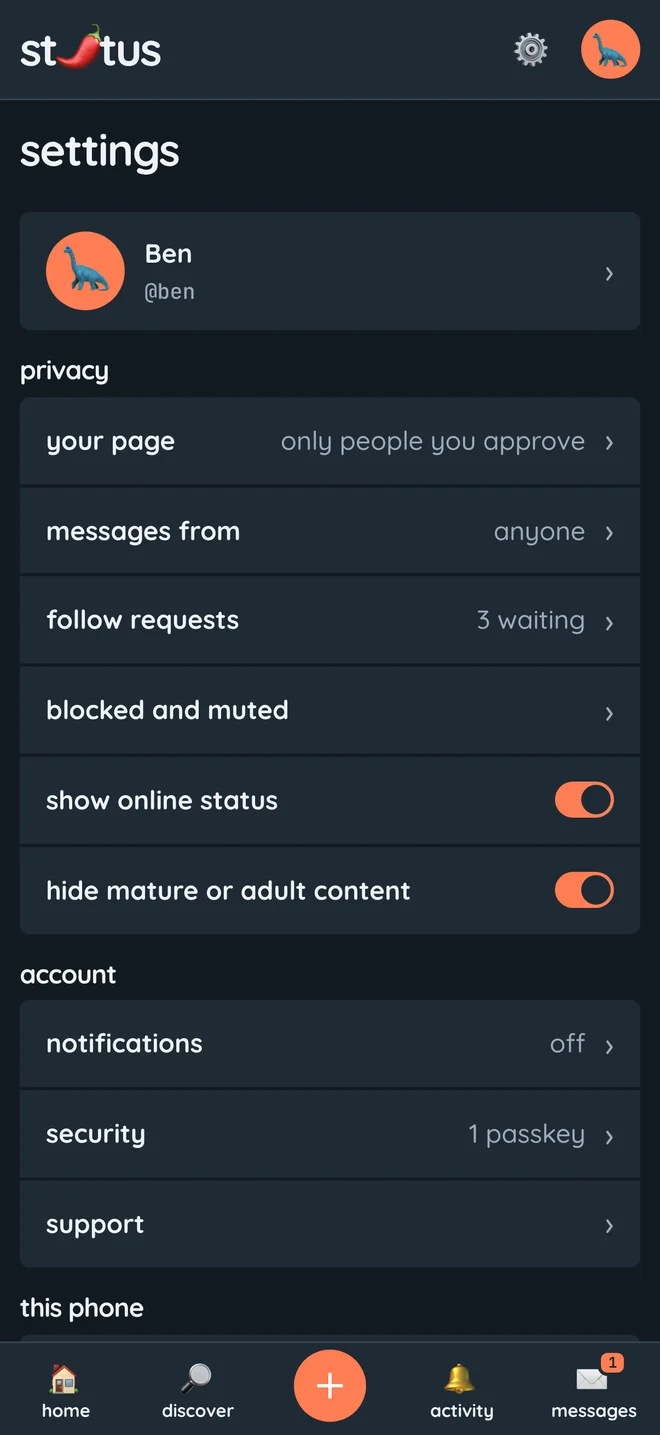 st🌶️tus
settings
Ben
@ben
privacy
your page only people you approve
messages from anyone
follow requests 3 waiting
blocked and muted
show online status
hide mature or adult content
account
notifications off
security 1 passkey
support
this phone
home discover activity messages 1